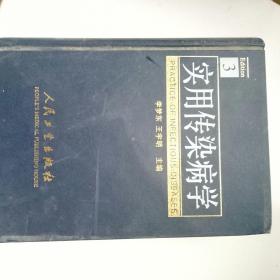 Edition
3
实用传染病学
PRACTICE OF INFECTIOUS DISEASES
李梦东 王宇明 主编
人民卫生出版社
PEOPLE'S MEDICAL PUBLISHING HOUSE